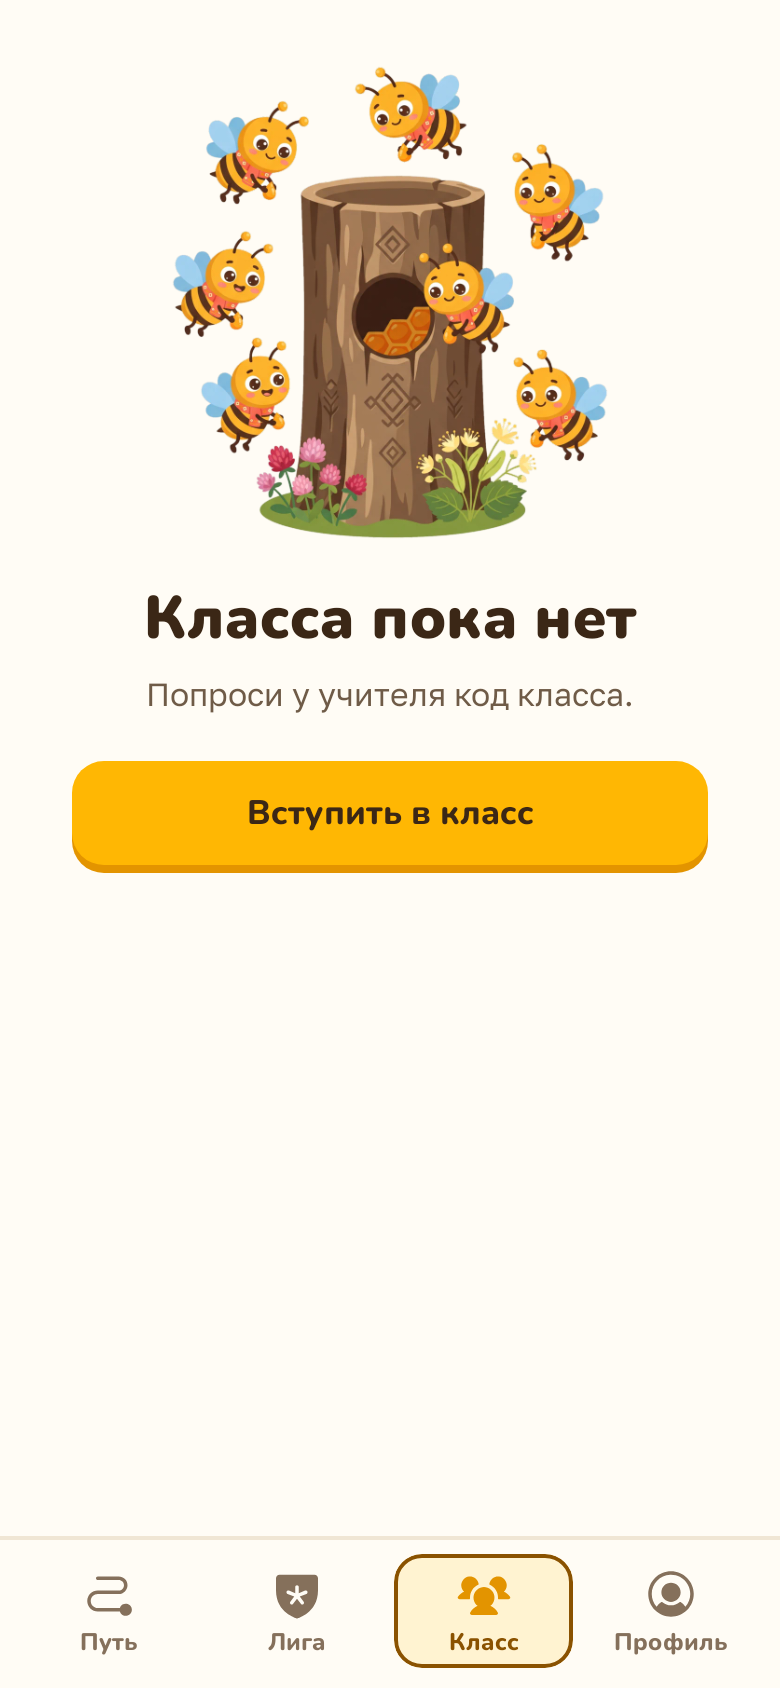 Класса пока нет
Попроси у учителя код класса.
Вступить в класс
Путь
Лига
Класс
Профиль